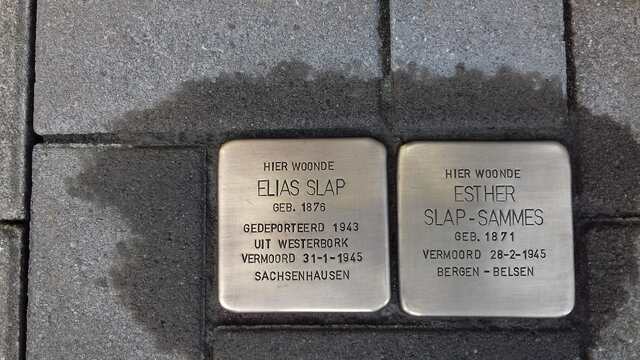 HIER WOONDE
ELIAS SLAP
GEB. 1876
GEDEPORTEERD 1943
UIT WESTERBORK
VERMOORD 31-1-1945
SACHSENHAUSEN
HIER WOONDE
ESTHER
SLAP-SAMMES
GEB. 1871
VERMOORD 28-2-1945
BERGEN-BELSEN